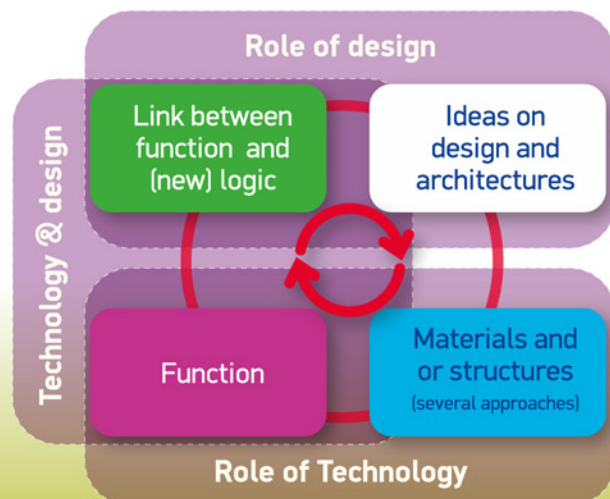 Role of design
Link between
function and
(new) logic
Ideas on
design and
architectures
Technology & design
Function
Materials and
or structures
(several approaches)
Role of Technology